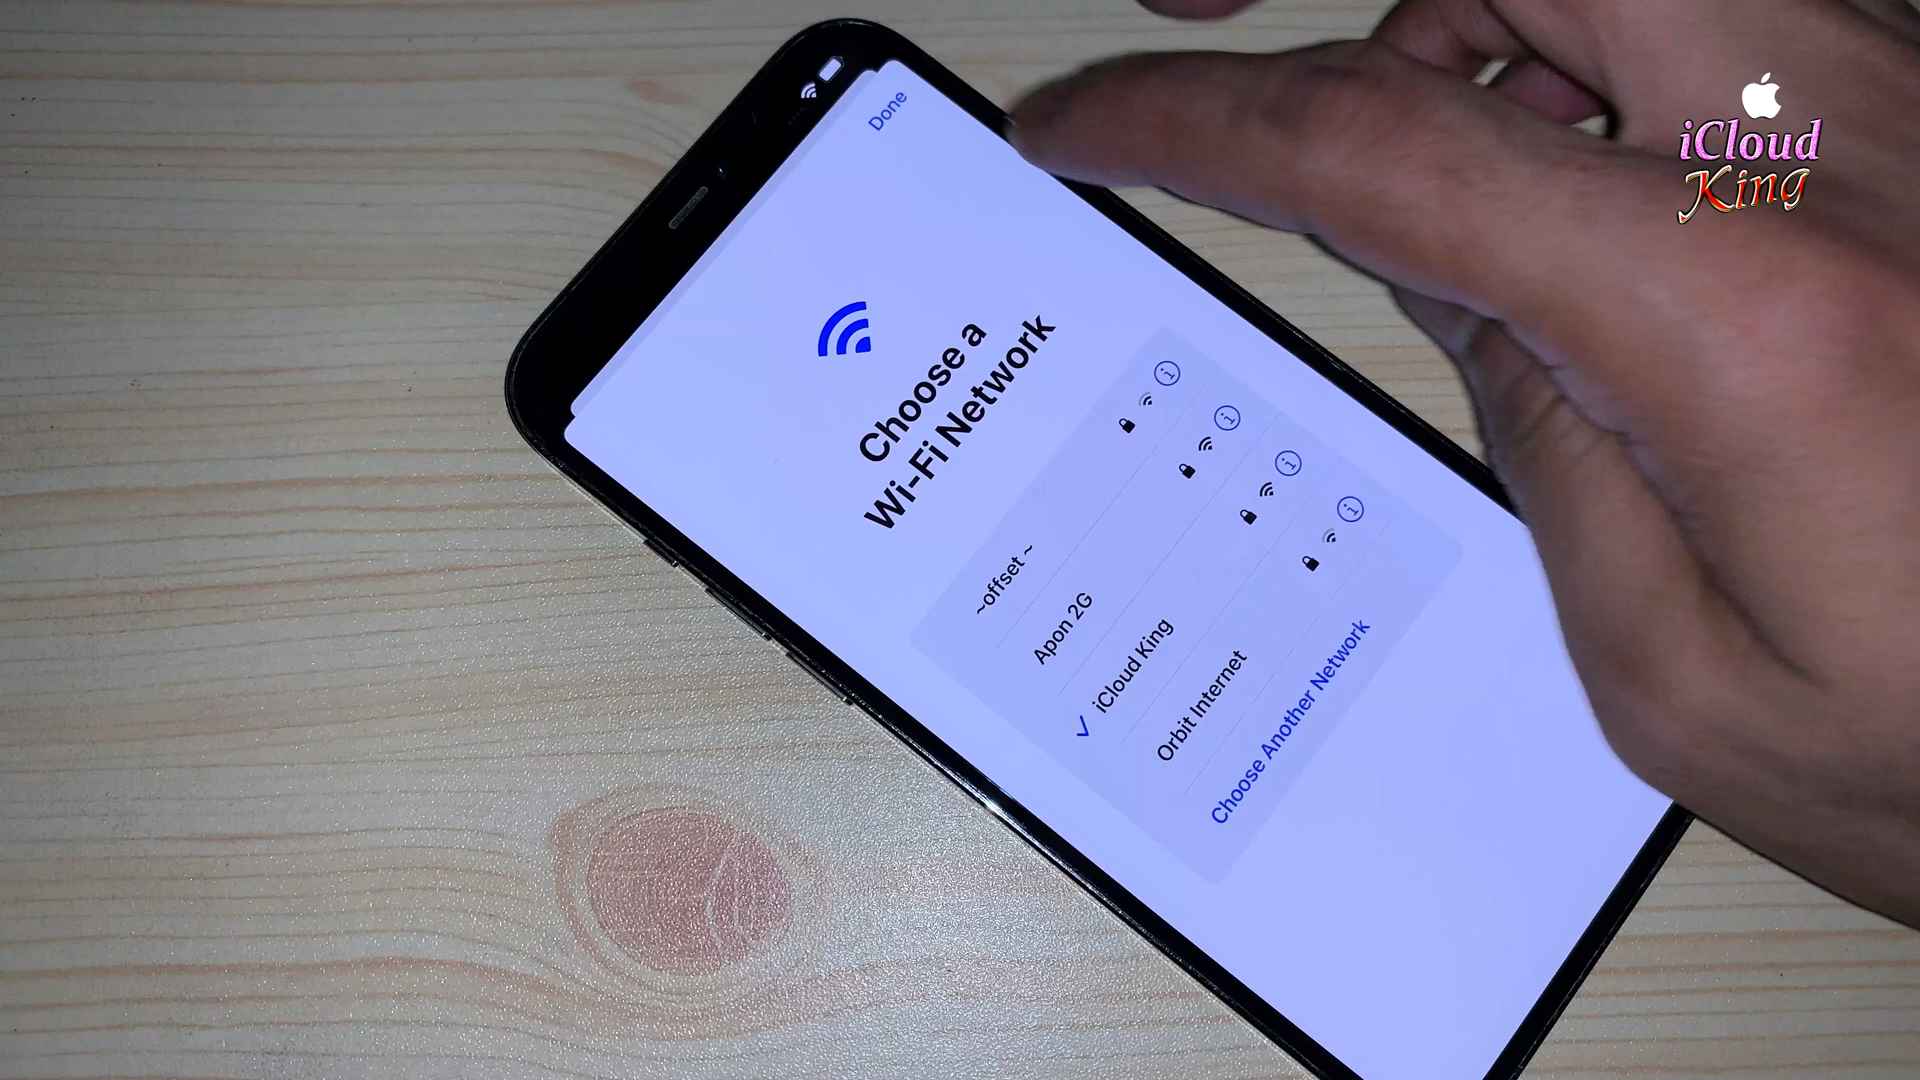 Done
Choose a
Wi-Fi Network
~offset ~
Apon 2G
✓ iCloud King
Orbit Internet
Choose Another Network
iCloud
King